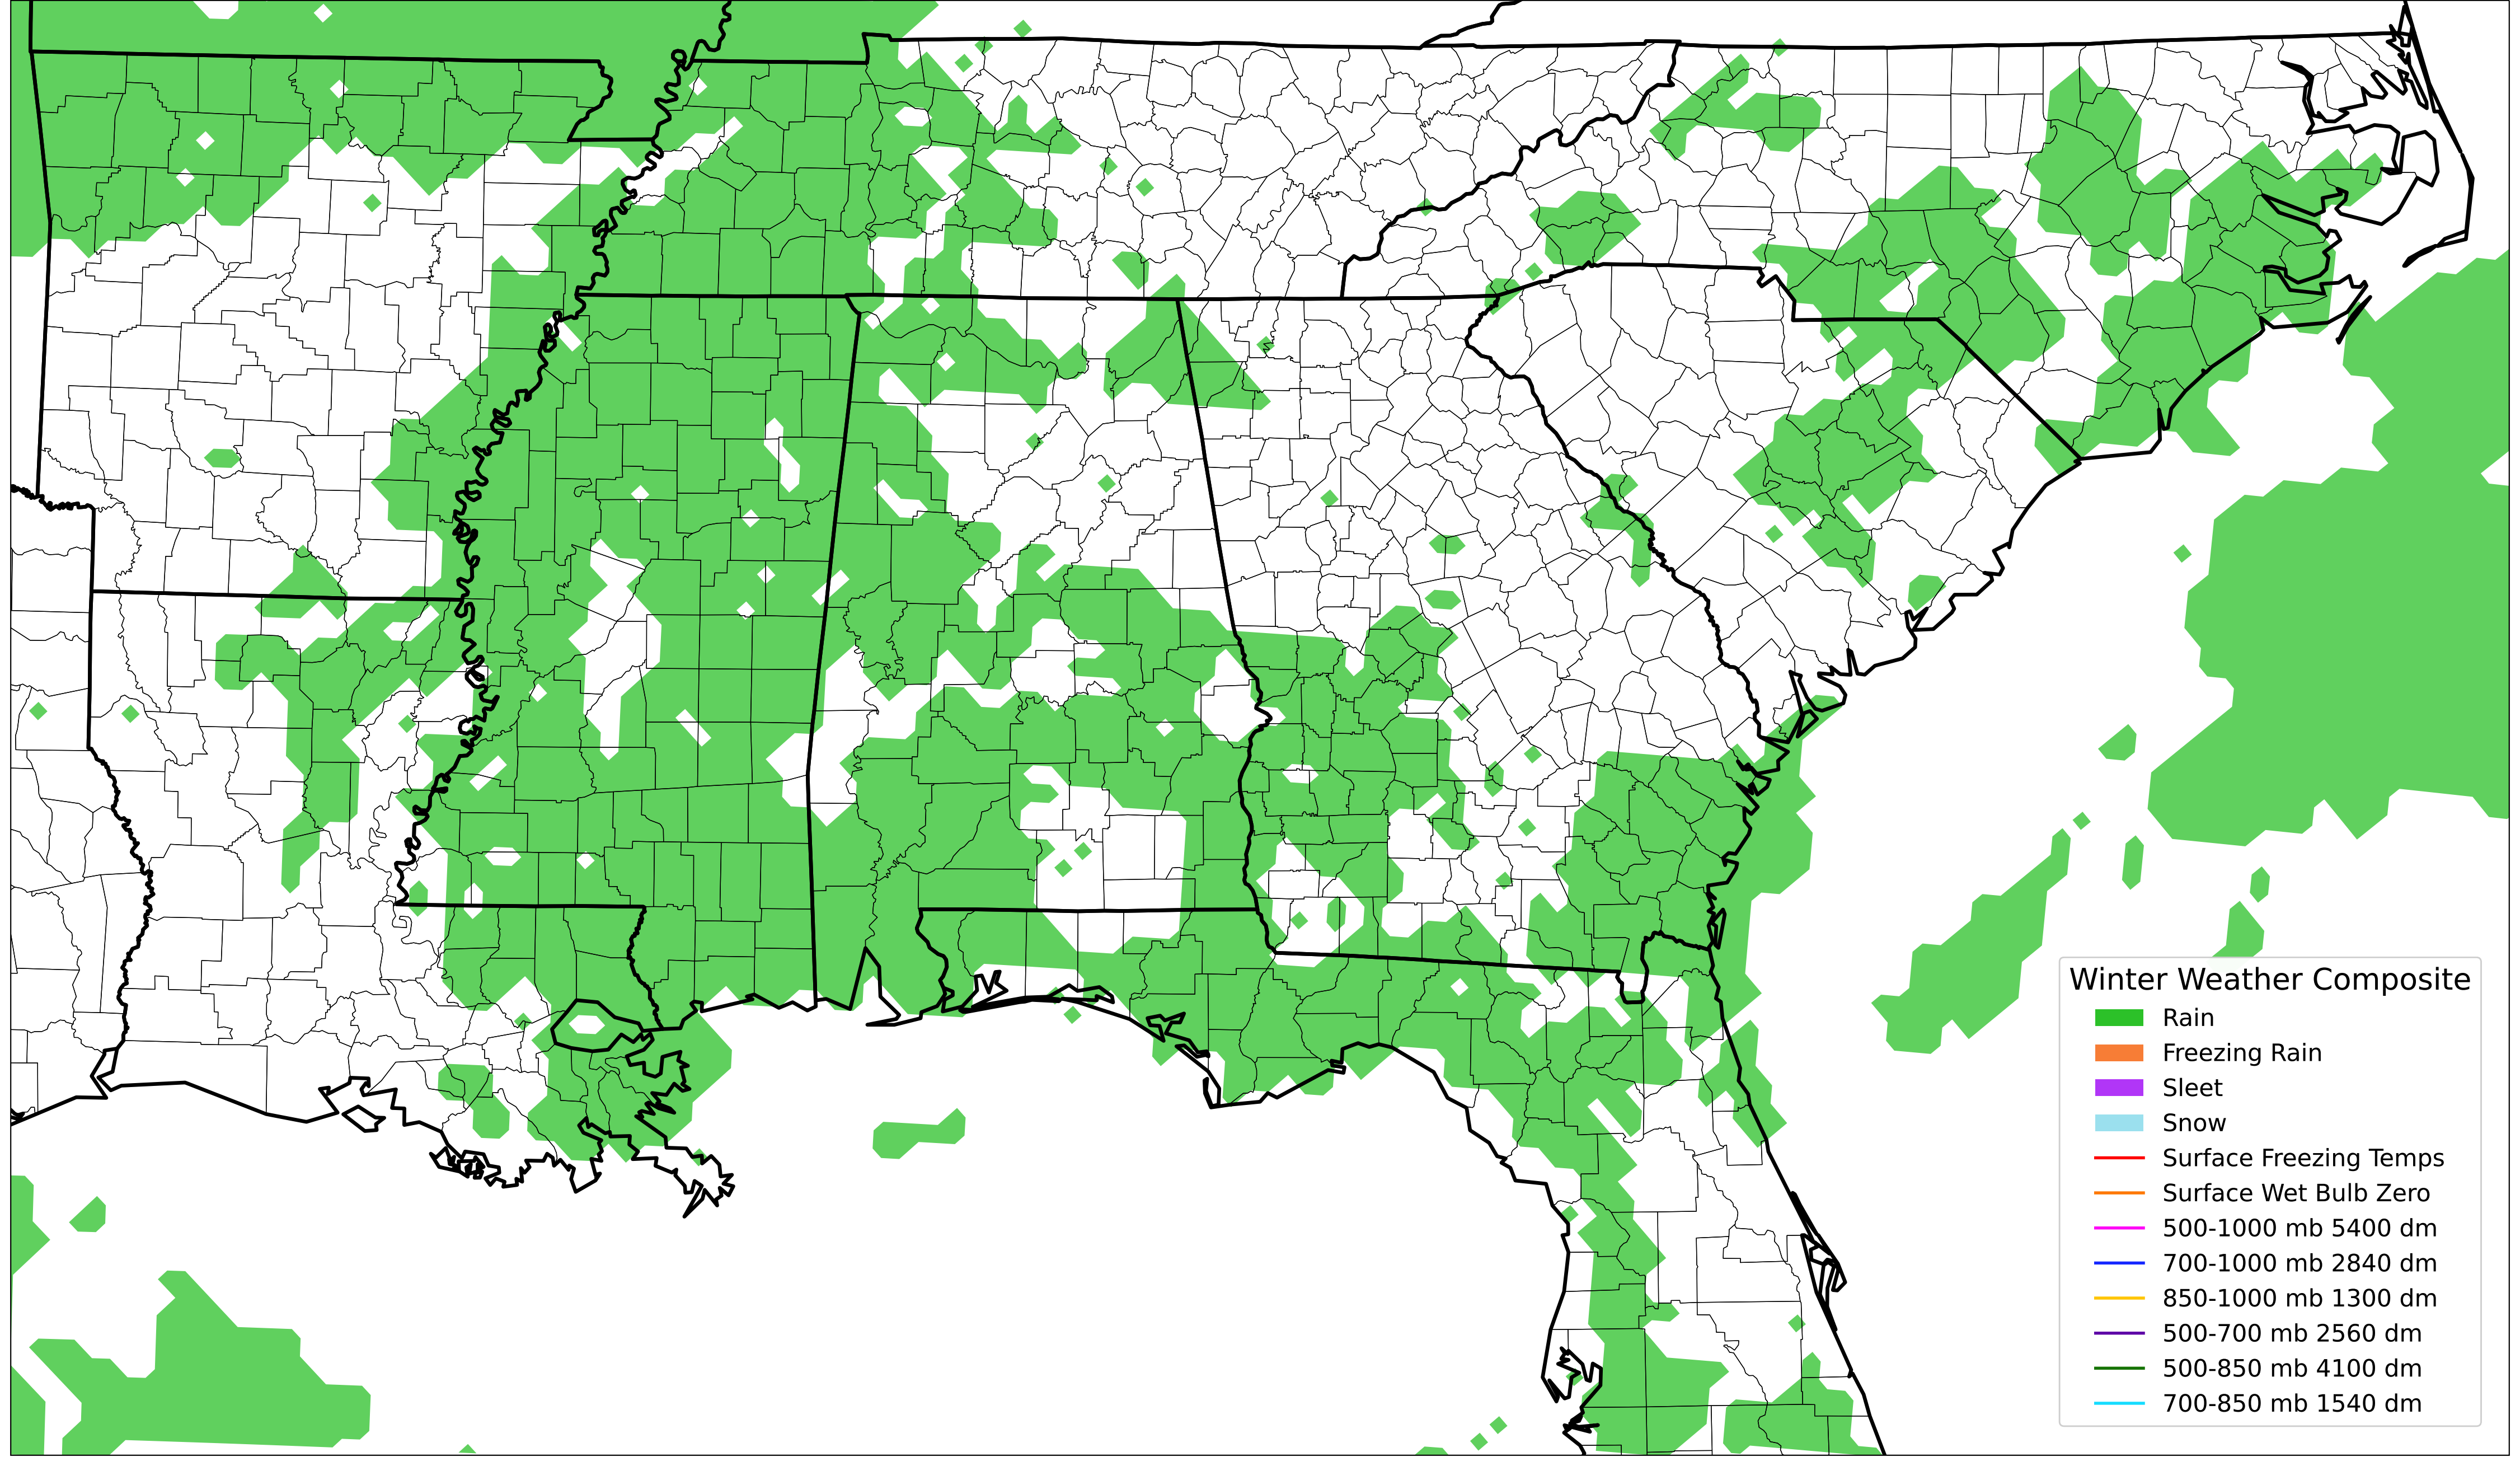 Winter Weather Composite
Rain
Freezing Rain
Sleet
Snow
Surface Freezing Temps
Surface Wet Bulb Zero
500-1000 mb 5400 dm
700-1000 mb 2840 dm
850-1000 mb 1300 dm
500-700 mb 2560 dm
500-850 mb 4100 dm
700-850 mb 1540 dm